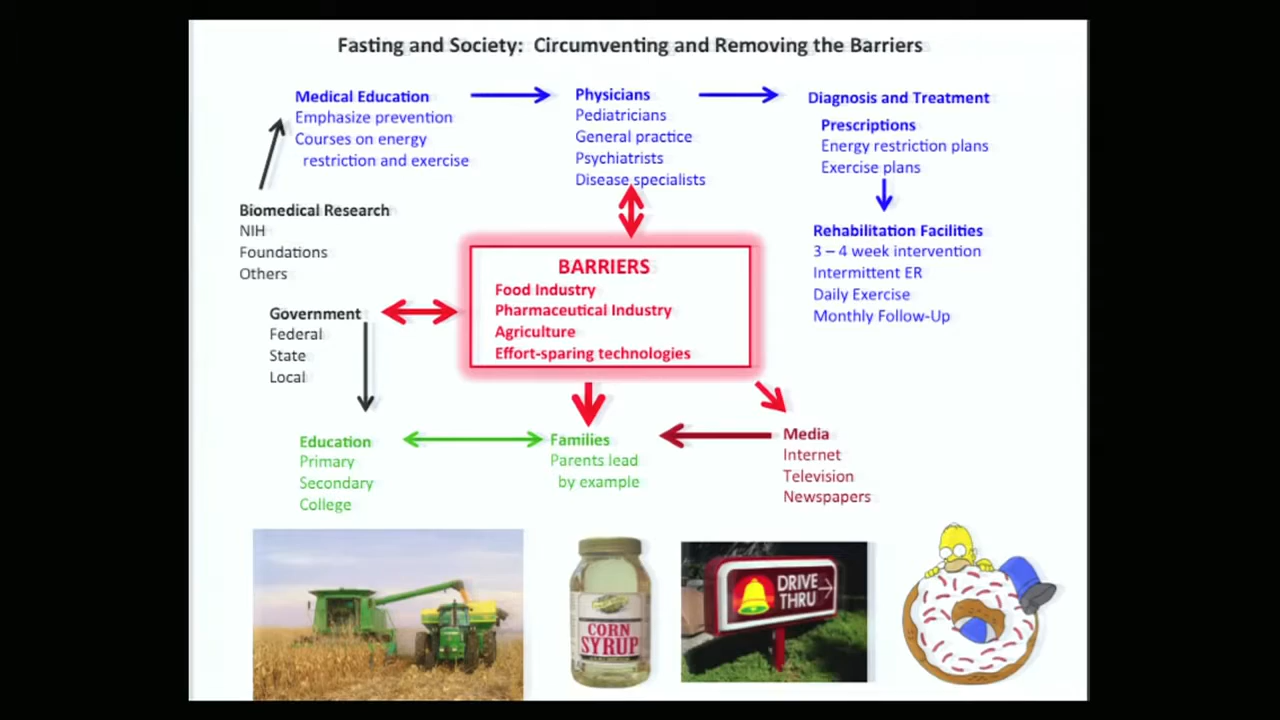 Fasting and Society: Circumventing and Removing the Barriers
Medical Education
Emphasize prevention
Courses on energy
restriction and exercise
Physicians
Pediatricians
General practice
Psychiatrists
Disease specialists
Diagnosis and Treatment
Prescriptions
Energy restriction plans
Exercise plans
Biomedical Research
NIH
Foundations
Others
Rehabilitation Facilities
3 – 4 week intervention
Intermittent ER
Daily Exercise
Monthly Follow-Up
BARRIERS
Food Industry
Pharmaceutical Industry
Agriculture
Effort-sparing technologies
Government
Federal
State
Local
Education
Primary
Secondary
College
Families
Parents lead
by example
Media
Internet
Television
Newspapers
CORN
SYRUP
DRIVE
THRU